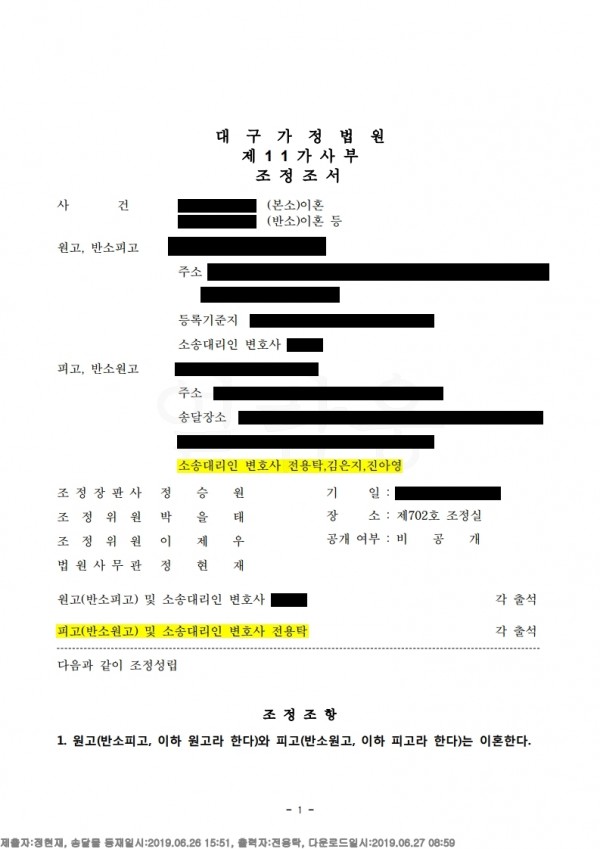 대 구 가 정 법 원
제 1 1 가 사 부
조 정 조 서
사 건 (본소)이혼
(반소)이혼 등
원고, 반소피고
주소
등록기준지
소송대리인 변호사
피고, 반소원고
주소
송달장소
소송대리인 변호사 전용탁,김은지,진아영
조 정 장 판 사 정 승 원 기 일 :
조 정 위 원 박 을 태 장 소 : 제702호 조정실
조 정 위 원 이 제 우 공개 여부 : 비 공 개
법 원 사 무 관 정 현 재
원고(반소피고) 및 소송대리인 변호사 각 출석
피고(반소원고) 및 소송대리인 변호사 전용탁 각 출석
다음과 같이 조정성립
조 정 조 항
1. 원고(반소피고, 이하 원고라 한다)와 피고(반소원고, 이하 피고라 한다)는 이혼한다.
- 1 -
제출자:정현재, 송달물 등재일시:2019.06.26 15:51, 출력자:전용탁, 다운로드일시:2019.06.27 08:59